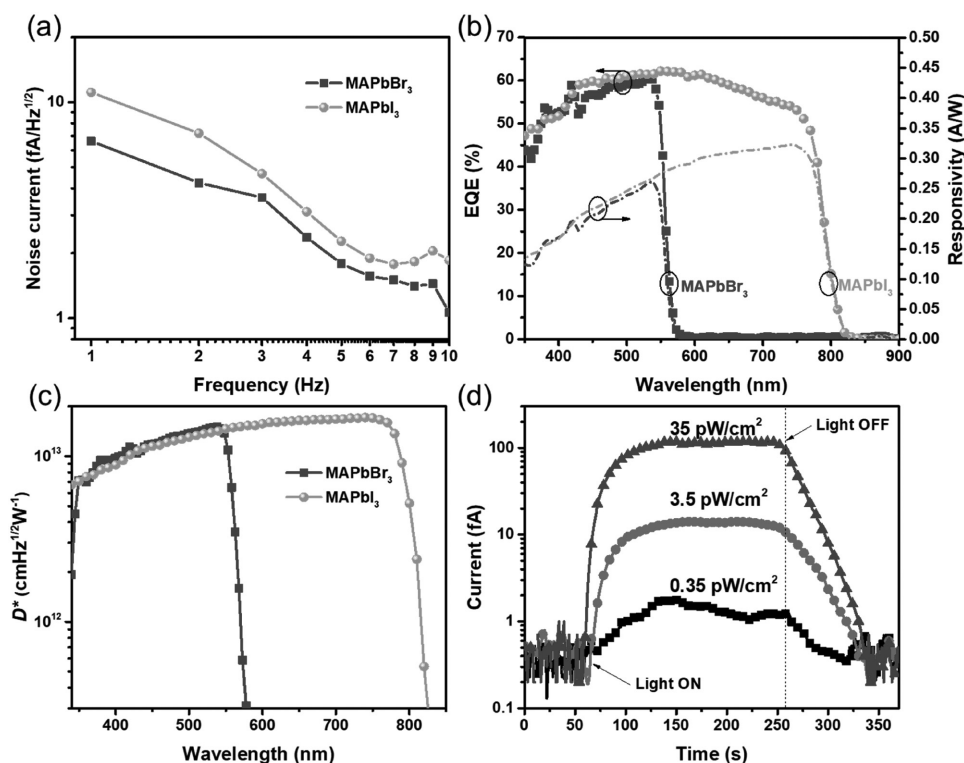 (a)
10
1
Noise current (fA/Hz1/2)
MAPbBr3
MAPbI3
1 2 3 4 5 6 7 8 9 10
Frequency (Hz)
(b)
70
60
50
40
30
20
10
0
EQE (%)
0.50
0.45
0.40
0.35
0.30
0.25
0.20
0.15
0.10
0.05
0.00
Responsivity (A/W)
MAPbBr3
MAPbI3
400 500 600 700 800 900
Wavelength (nm)
(c)
10^13
10^12
D* (cmHz1/2W-1)
MAPbBr3
MAPbI3
400 500 600 700 800
Wavelength (nm)
(d)
100
10
1
0.1
Current (fA)
35 pW/cm2
Light OFF
3.5 pW/cm2
0.35 pW/cm2
Light ON
0 50 100 150 200 250 300 350
Time (s)